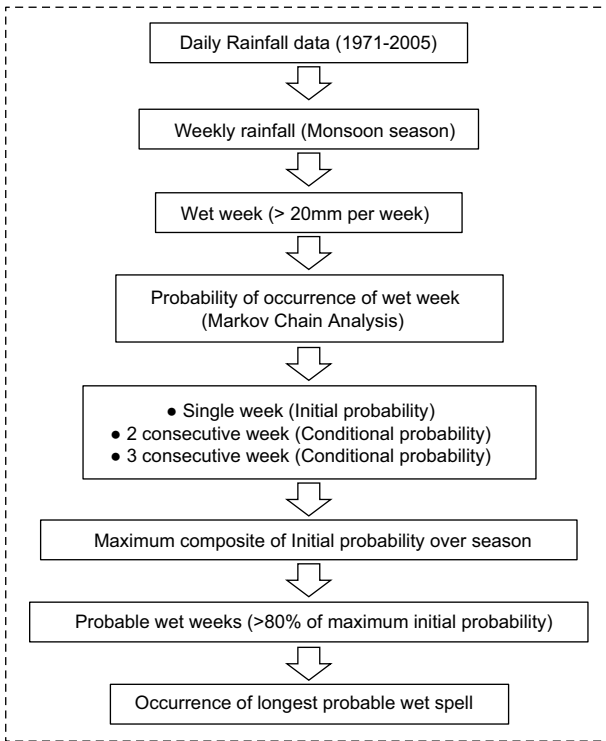 Daily Rainfall data (1971-2005)
Weekly rainfall (Monsoon season)
Wet week (> 20mm per week)
Probability of occurrence of wet week
(Markov Chain Analysis)
● Single week (Initial probability)
● 2 consecutive week (Conditional probability)
● 3 consecutive week (Conditional probability)
Maximum composite of Initial probability over season
Probable wet weeks (>80% of maximum initial probability)
Occurrence of longest probable wet spell